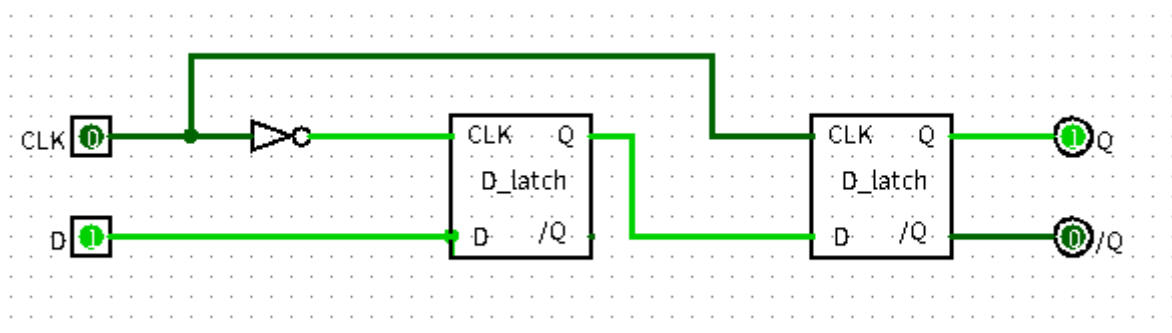 CLK 0
CLK Q
D_latch
D /Q
CLK Q
D_latch
D /Q
1 Q
D 1
0 /Q